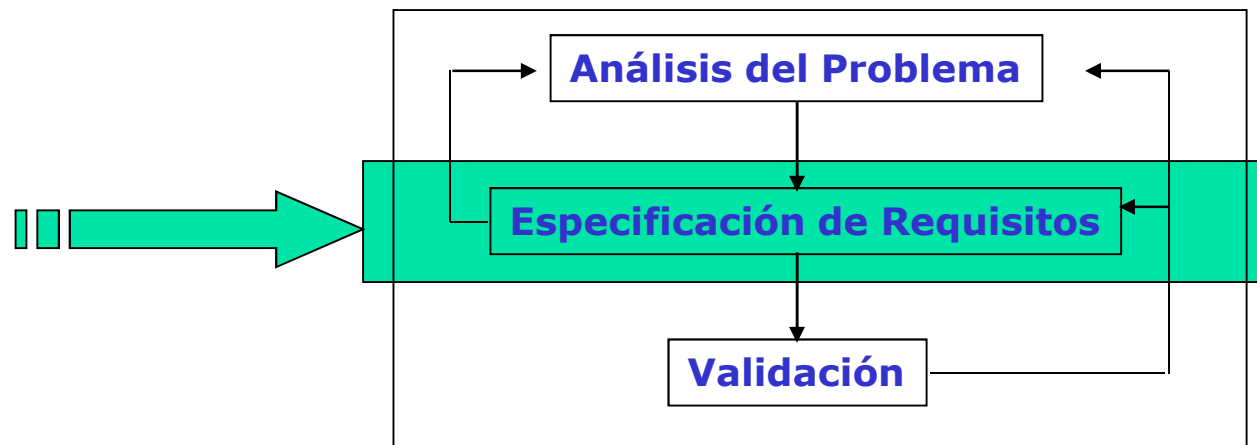 Análisis del Problema
Especificación de Requisitos
Validación